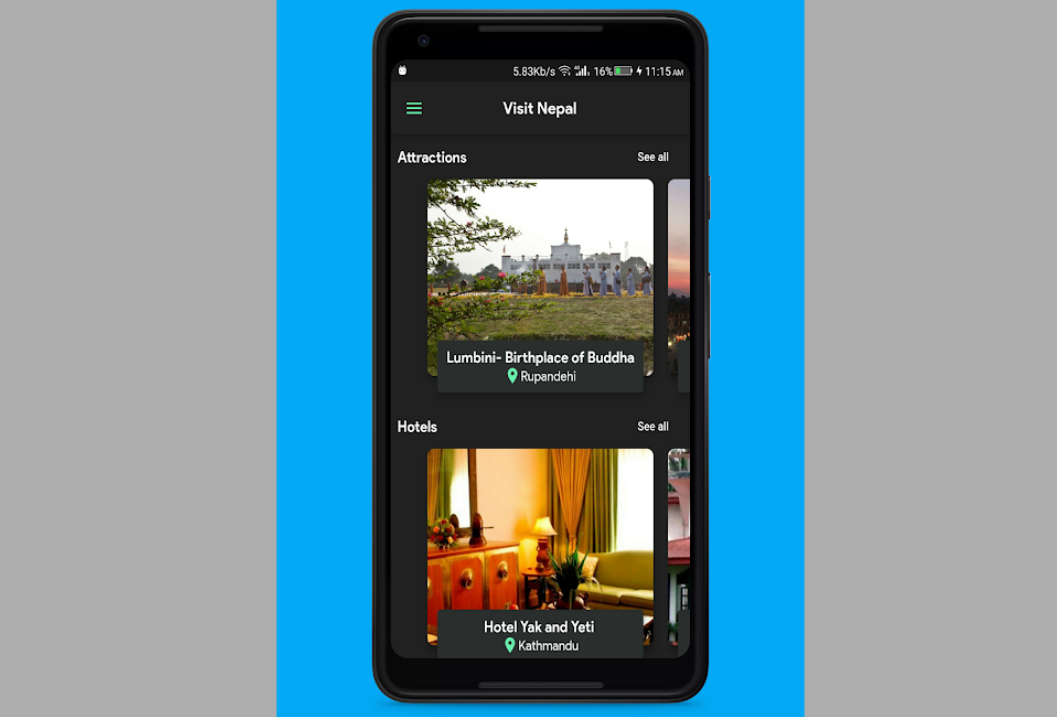 5.83Kb/s 4G 16% 11:15 AM
Visit Nepal
Attractions See all
Lumbini- Birthplace of Buddha
Rupandehi
Hotels See all
Hotel Yak and Yeti
Kathmandu